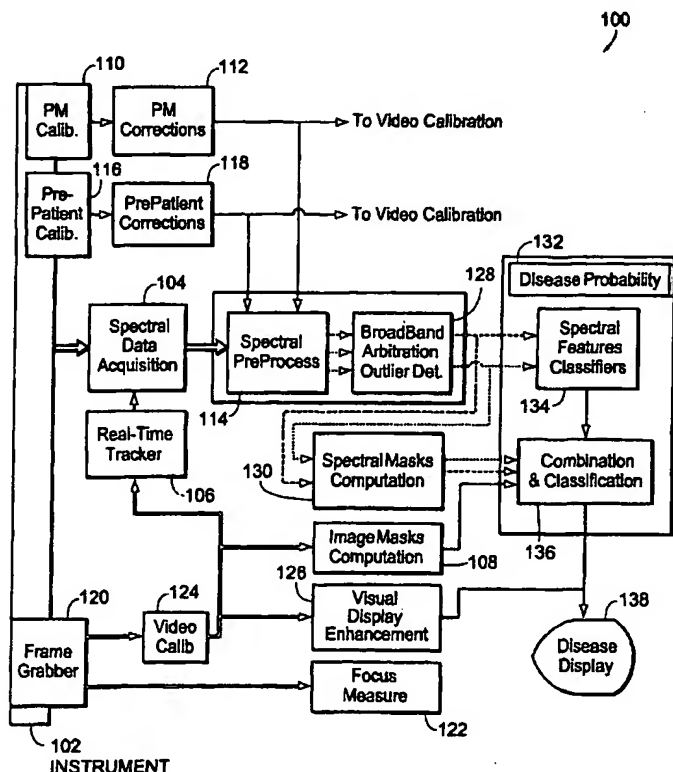 100
110
112
PM
Calib.
PM
Corrections
To Video Calibration
116
118
Pre-
Patient
Calib.
PrePatient
Corrections
To Video Calibration
132
Disease Probability
104
128
Spectral
Data
Acquisition
Spectral
PreProcess
BroadBand
Arbitration
Outlier Det.
Spectral
Features
Classifiers
114
134
Real-Time
Tracker
Spectral Masks
Computation
Combination
& Classification
106
130
136
Image Masks
Computation
108
120
124
126
138
Frame
Grabber
Video
Calib
Visual
Display
Enhancement
Disease
Display
Focus
Measure
122
102
INSTRUMENT